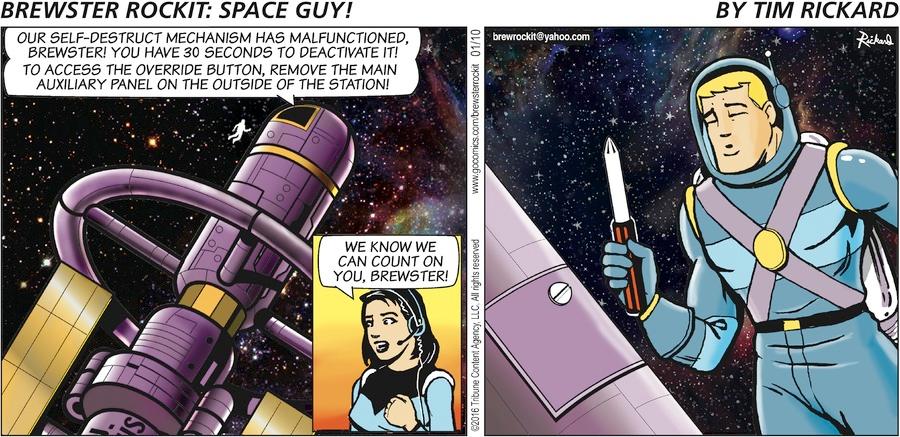 BREWSTER ROCKIT: SPACE GUY!
BY TIM RICKARD
OUR SELF-DESTRUCT MECHANISM HAS MALFUNCTIONED,
BREWSTER! YOU HAVE 30 SECONDS TO DEACTIVATE IT!
TO ACCESS THE OVERRIDE BUTTON, REMOVE THE MAIN
AUXILIARY PANEL ON THE OUTSIDE OF THE STATION!
WE KNOW WE
CAN COUNT ON
YOU, BREWSTER!
©2016 Tribune Content Agency, LLC. All rights reserved
www.gocomics.com/brewsterrockit
01/10
brewrockit@yahoo.com
Rickard